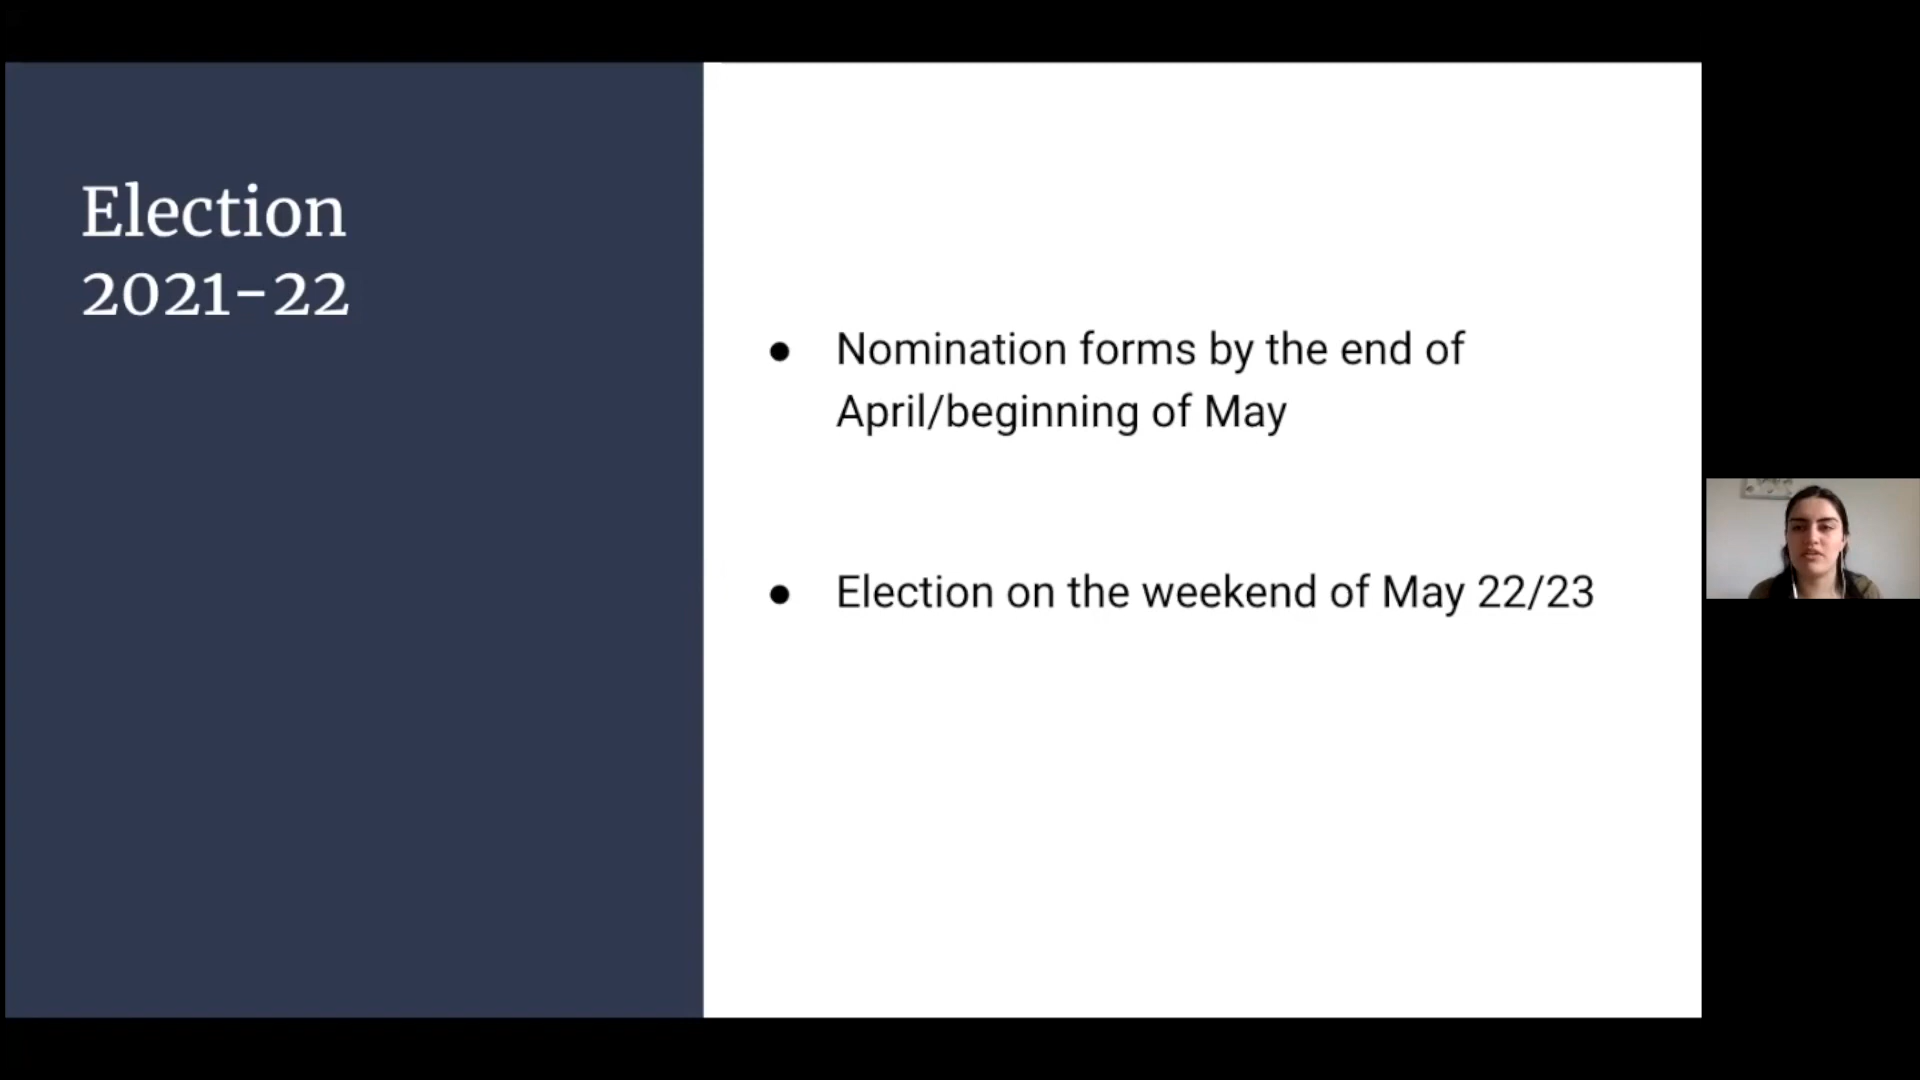 Election
2021-22
● Nomination forms by the end of
April/beginning of May
● Election on the weekend of May 22/23